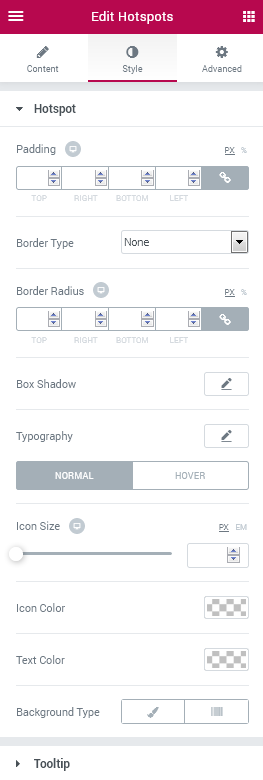 Edit Hotspots
Content Style Advanced
Hotspot
Padding PX %
TOP RIGHT BOTTOM LEFT
Border Type None
Border Radius PX %
TOP RIGHT BOTTOM LEFT
Box Shadow
Typography
NORMAL HOVER
Icon Size PX EM
Icon Color
Text Color
Background Type
Tooltip